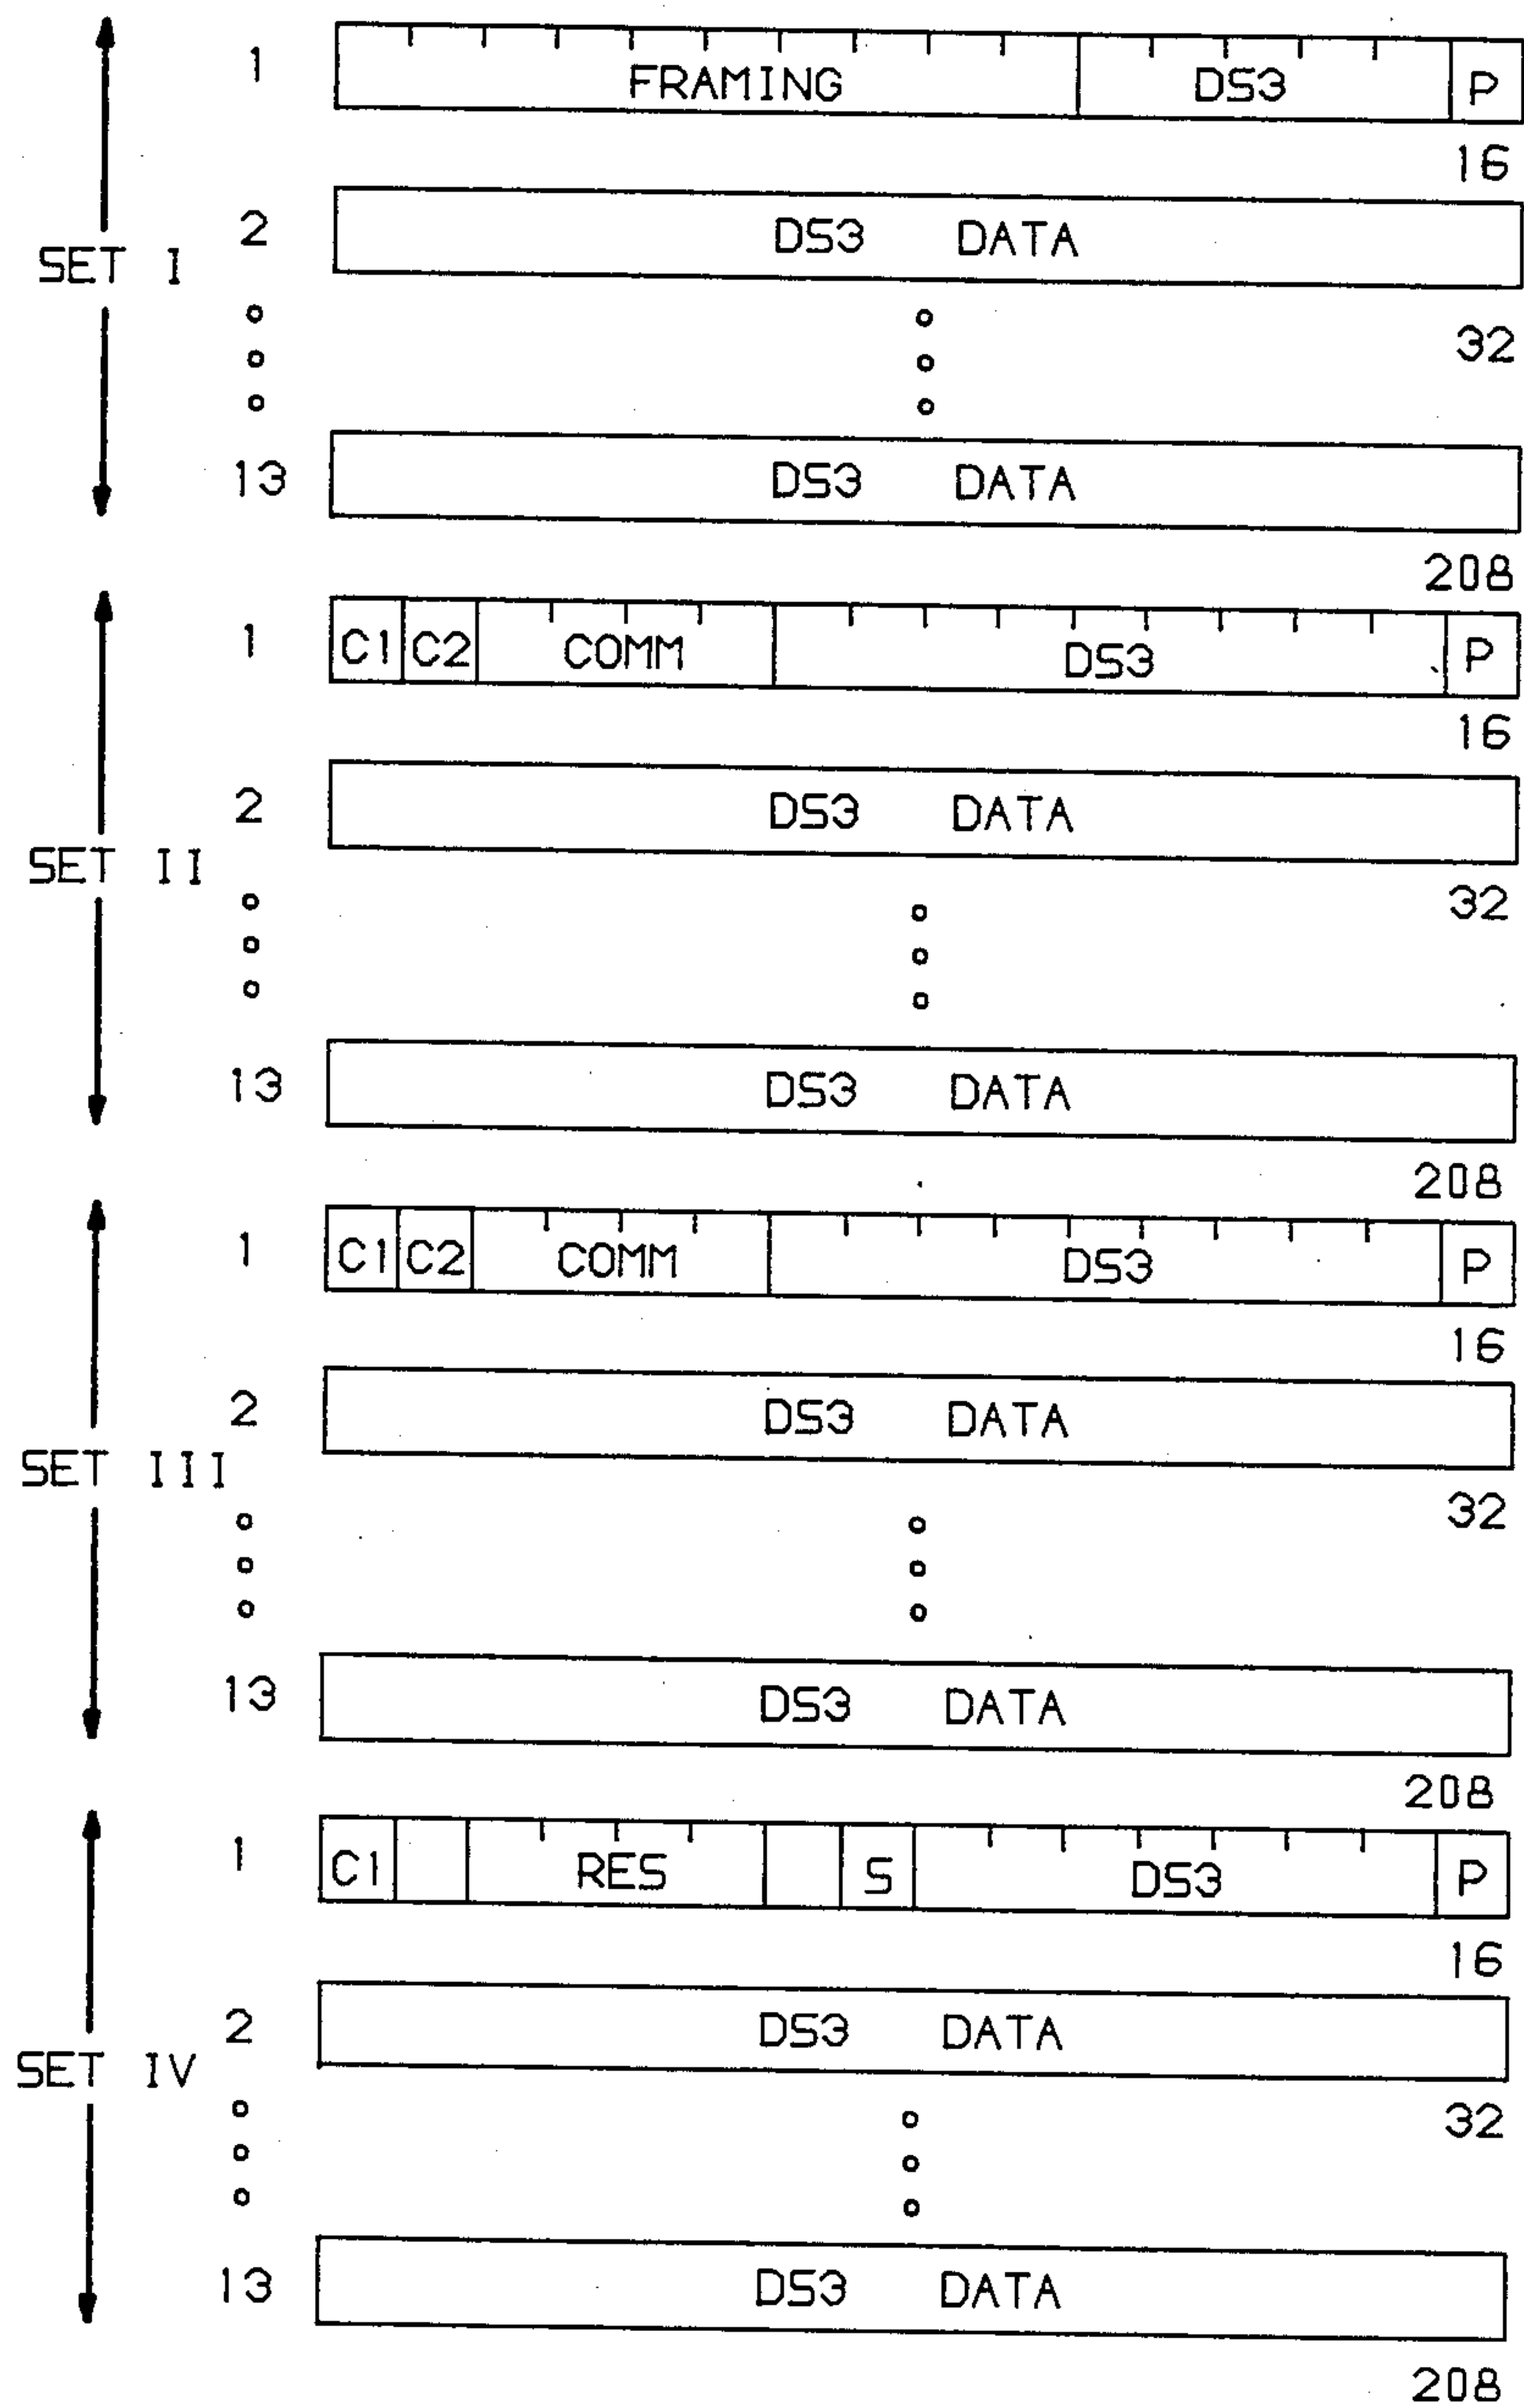 1 FRAMING DS3 P
16
2 DS3 DATA
SET I
32
13 DS3 DATA
208
1 C1 C2 COMM DS3 P
16
2 DS3 DATA
SET II
32
13 DS3 DATA
208
1 C1 C2 COMM DS3 P
16
2 DS3 DATA
SET III
32
13 DS3 DATA
208
1 C1 RES S DS3 P
16
2 DS3 DATA
SET IV
32
13 DS3 DATA
208